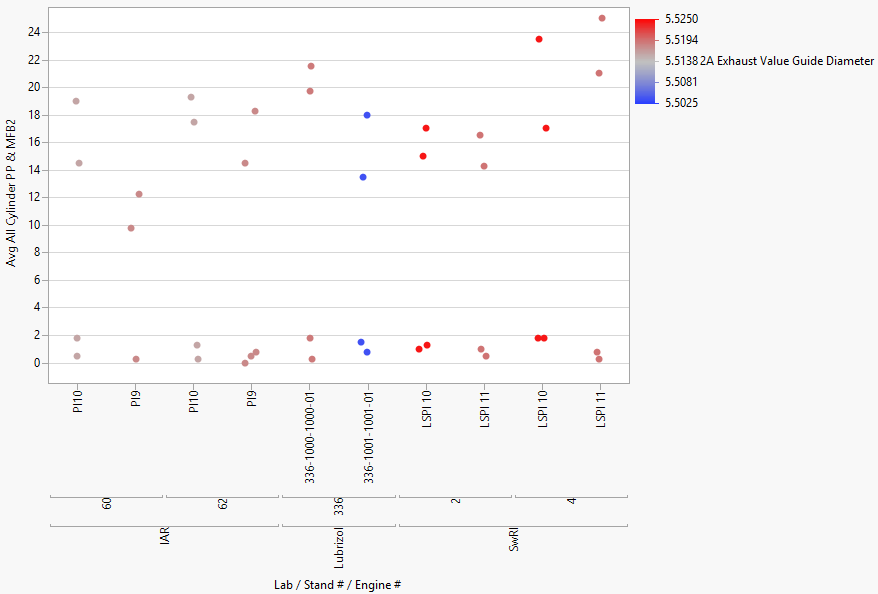 24
22
20
18
16
14
12
10
8
6
4
2
0
Avg All Cylinder PP & MFB2
5.5250
5.5194
5.5138 2A Exhaust Value Guide Diameter
5.5081
5.5025
PI10
PI9
PI10
PI9
336-1000-1000-01
336-1001-1001-01
LSPI 10
LSPI 11
LSPI 10
LSPI 11
60
62
336
2
4
IAR
Lubrizol
SwRI
Lab / Stand # / Engine #